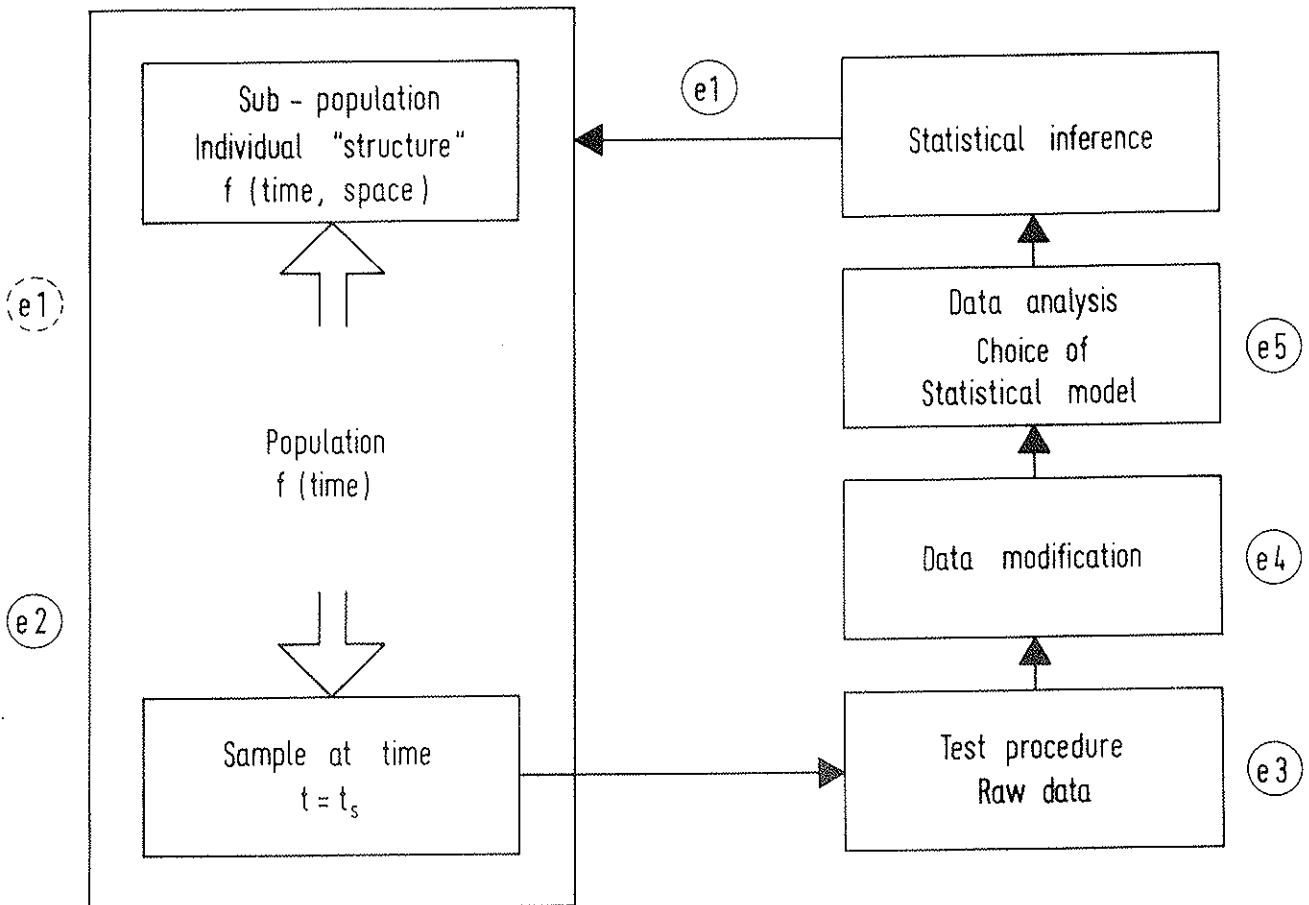 Sub - population
Individual "structure"
f (time, space)
e1
Population
f (time)
e2
Sample at time
t = tₛ
e1
Statistical inference
Data analysis
Choice of
Statistical model
e5
Data modification
e4
Test procedure
Raw data
e3